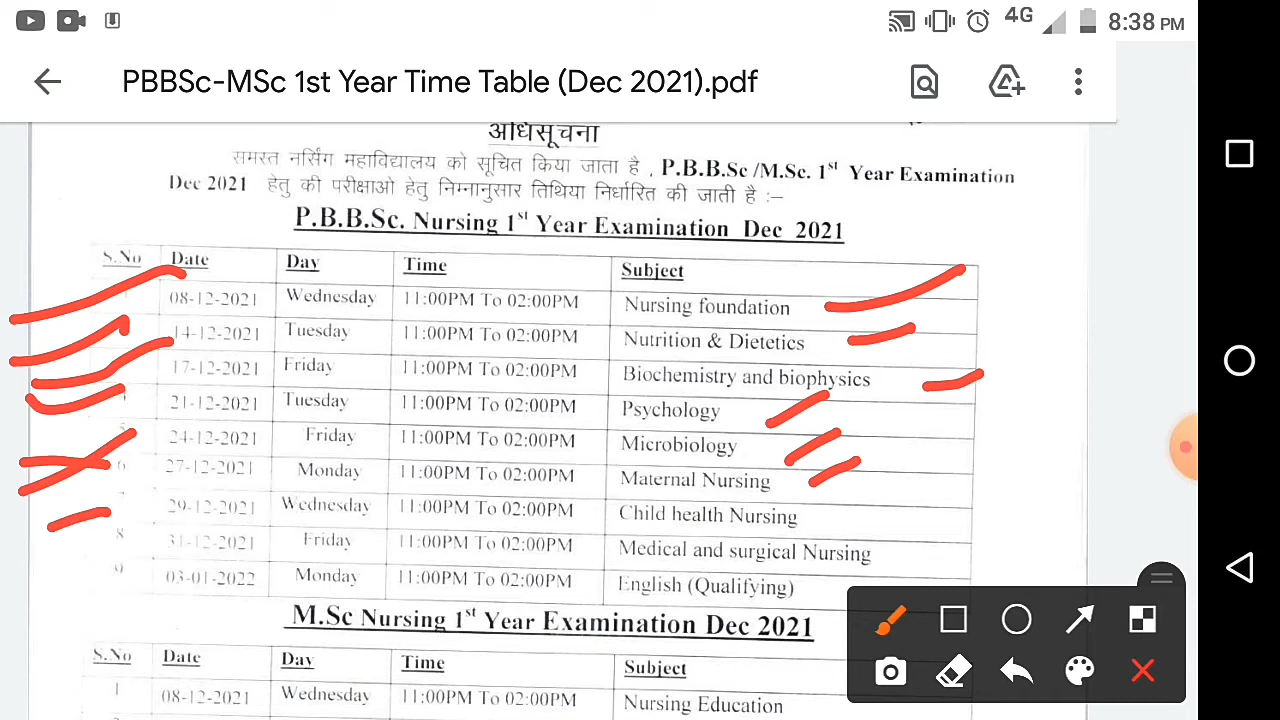 4G 8:38 PM
PBBSc-MSc 1st Year Time Table (Dec 2021).pdf
अधिसूचना
समस्त नर्सिंग महाविद्यालय को सूचित किया जाता है , P.B.B.Sc /M.Sc. 1st Year Examination
Dec 2021 हेतु की परीक्षाओ हेतु निम्नानुसार तिथिया निर्धारित की जाती है :–
P.B.B.Sc. Nursing 1st Year Examination Dec 2021
S.No Date Day Time Subject
08-12-2021 Wednesday 11:00PM To 02:00PM Nursing foundation
14-12-2021 Tuesday 11:00PM To 02:00PM Nutrition & Dietetics
17-12-2021 Friday 11:00PM To 02:00PM Biochemistry and biophysics
21-12-2021 Tuesday 11:00PM To 02:00PM Psychology
5 24-12-2021 Friday 11:00PM To 02:00PM Microbiology
6 27-12-2021 Monday 11:00PM To 02:00PM Maternal Nursing
7 29-12-2021 Wednesday 11:00PM To 02:00PM Child health Nursing
8 31-12-2021 Friday 11:00PM To 02:00PM Medical and surgical Nursing
9 03-01-2022 Monday 11:00PM To 02:00PM English (Qualifying)
M.Sc Nursing 1st Year Examination Dec 2021
S.No Date Day Time Subject
1 08-12-2021 Wednesday 11:00PM To 02:00PM Nursing Education